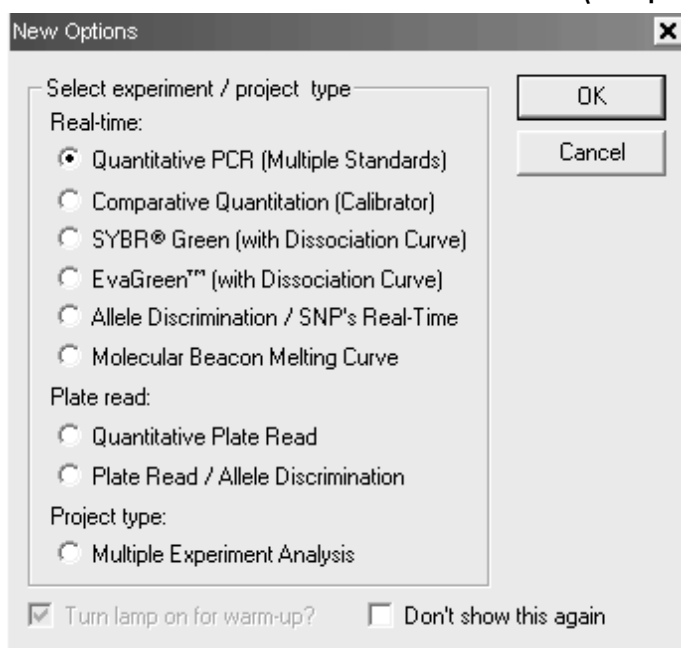 New Options
Select experiment / project type
OK
Real-time:
Quantitative PCR (Multiple Standards)
Cancel
Comparative Quantitation (Calibrator)
SYBR® Green (with Dissociation Curve)
EvaGreen™ (with Dissociation Curve)
Allele Discrimination / SNP's Real-Time
Molecular Beacon Melting Curve
Plate read:
Quantitative Plate Read
Plate Read / Allele Discrimination
Project type:
Multiple Experiment Analysis
Turn lamp on for warm-up?
Don't show this again